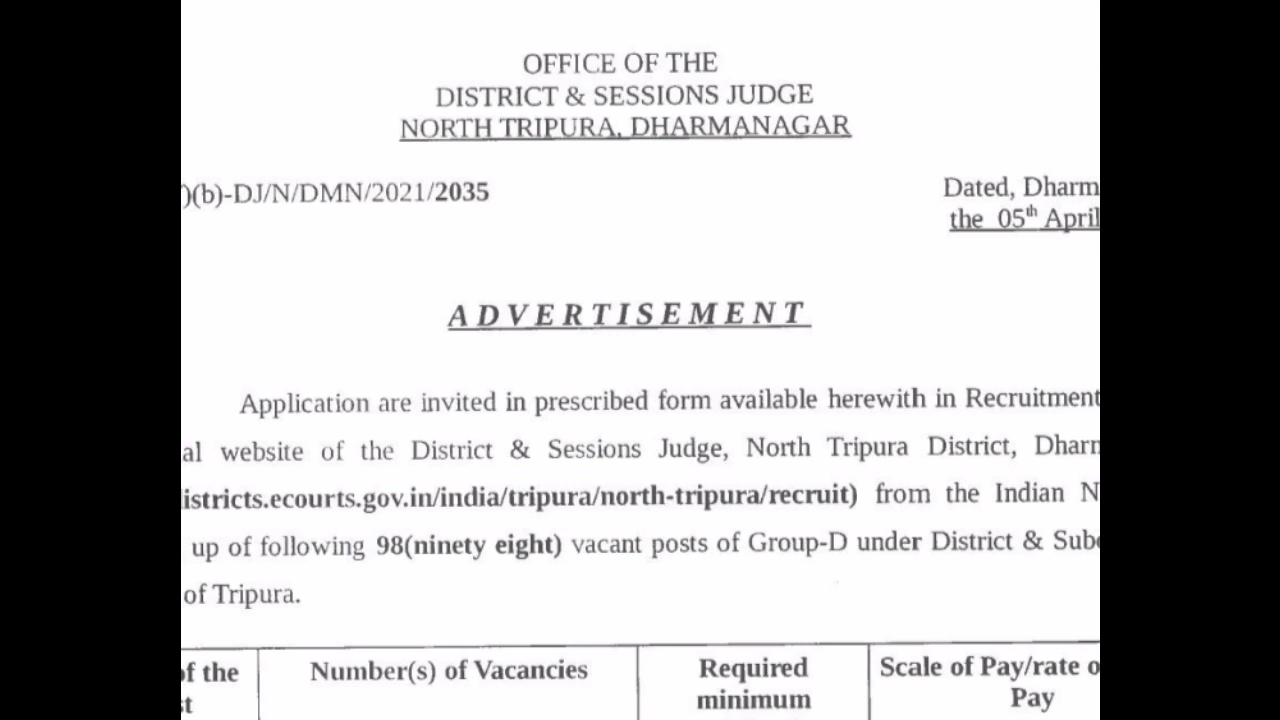 OFFICE OF THE
DISTRICT & SESSIONS JUDGE
NORTH TRIPURA, DHARMANAGAR
)(b)-DJ/N/DMN/2021/2035
Dated, Dharm
the 05th April
ADVERTISEMENT
Application are invited in prescribed form available herewith in Recruitment
al website of the District & Sessions Judge, North Tripura District, Dharm
istricts.ecourts.gov.in/india/tripura/north-tripura/recruit) from the Indian N
up of following 98(ninety eight) vacant posts of Group-D under District & Sub
of Tripura.
of the
st
Number(s) of Vacancies
Required
minimum
Scale of Pay/rate o
Pay